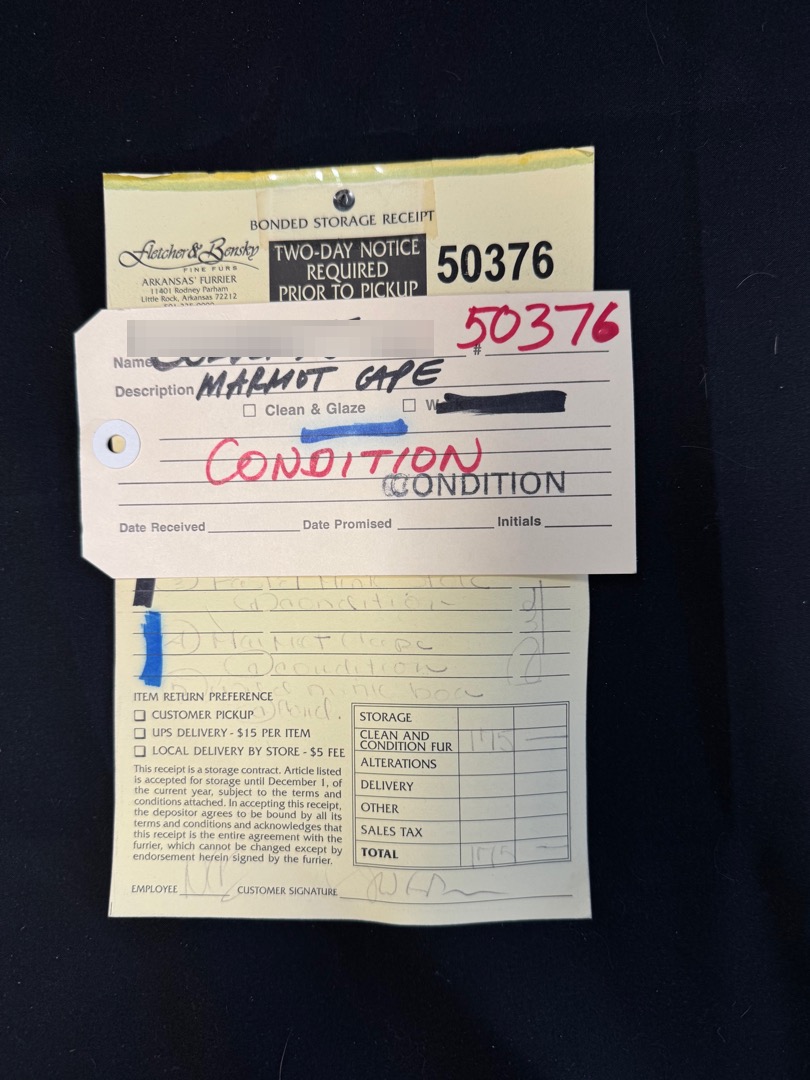 BONDED STORAGE RECEIPT
Fletcher & Bensky
FINE FURS
ARKANSAS' FURRIER
11401 Rodney Parham
Little Rock, Arkansas 72212
TWO-DAY NOTICE
REQUIRED
PRIOR TO PICKUP
50376
50376
Name #
Description MARMOT CAPE
Clean & Glaze
CONDITION
CONDITION
Date Received Date Promised Initials
Mink
condition
condition
mink boa
ITEM RETURN PREFERENCE
CUSTOMER PICKUP
UPS DELIVERY - $15 PER ITEM
LOCAL DELIVERY BY STORE - $5 FEE
This receipt is a storage contract. Article listed
is accepted for storage until December 1, of
the current year, subject to the terms and
conditions attached. In accepting this receipt,
the depositor agrees to be bound by all its
terms and conditions and acknowledges that
this receipt is the entire agreement with the
furrier, which cannot be changed except by
endorsement herein signed by the furrier.
STORAGE
CLEAN AND
CONDITION FUR 175
ALTERATIONS
DELIVERY
OTHER
SALES TAX
TOTAL 175
EMPLOYEE CUSTOMER SIGNATURE